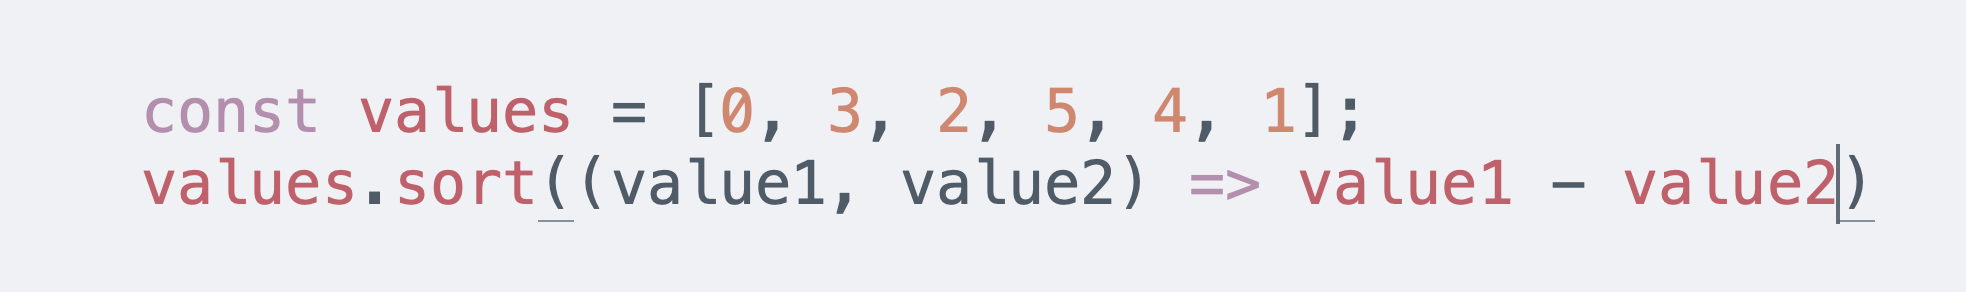 const values = [0, 3, 2, 5, 4, 1];
values.sort((value1, value2) => value1 - value2)